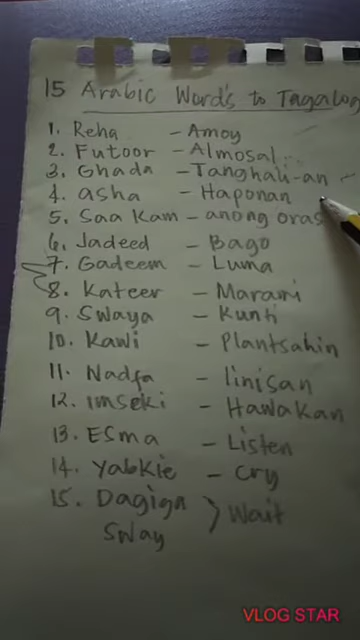 15 Arabic Word's to Tagalog
1. Reha - Amoy
2. Futoor - Almosal
3. Ghada - Tanghali-an
4. asha - Haponan
5. Saa Kam - anong oras
6. Jadeed - Bago
7. Gadeem - Luma
8. Kateer - Marami
9. Swaya - Kunti
10. Kawi - Plantsahin
11. Nadfa - linisan
12. imseki - Hawakan
13. Esma - Listen
14. Yabkie - Cry
15. Dagiga > Wait
Sway
VLOG STAR